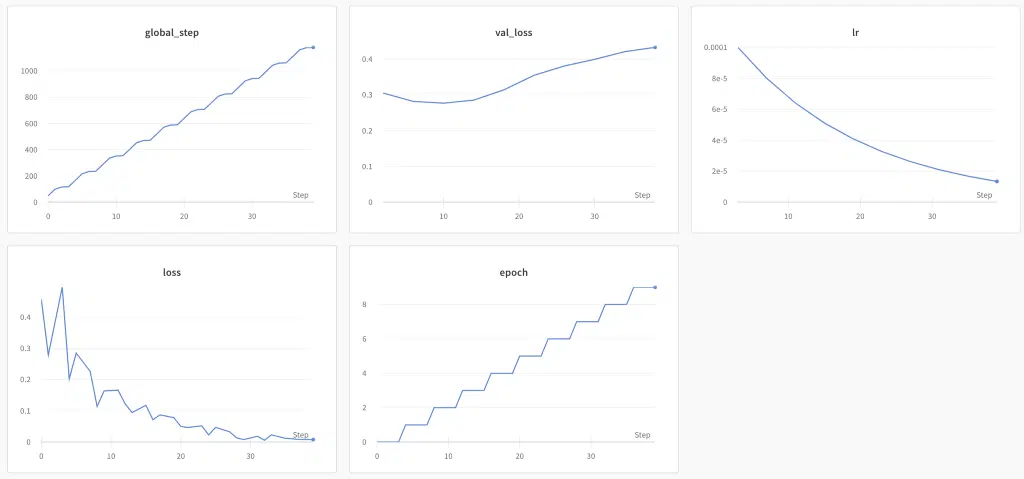 global_step
1000
800
600
400
200
0
Step
0 10 20 30
val_loss
0.4
0.3
0.2
0.1
0
Step
10 20 30
lr
0.0001
8e-5
6e-5
4e-5
2e-5
0
Step
10 20 30
loss
0.4
0.3
0.2
0.1
0
Step
0 10 20 30
epoch
8
6
4
2
0
Step
0 10 20 30